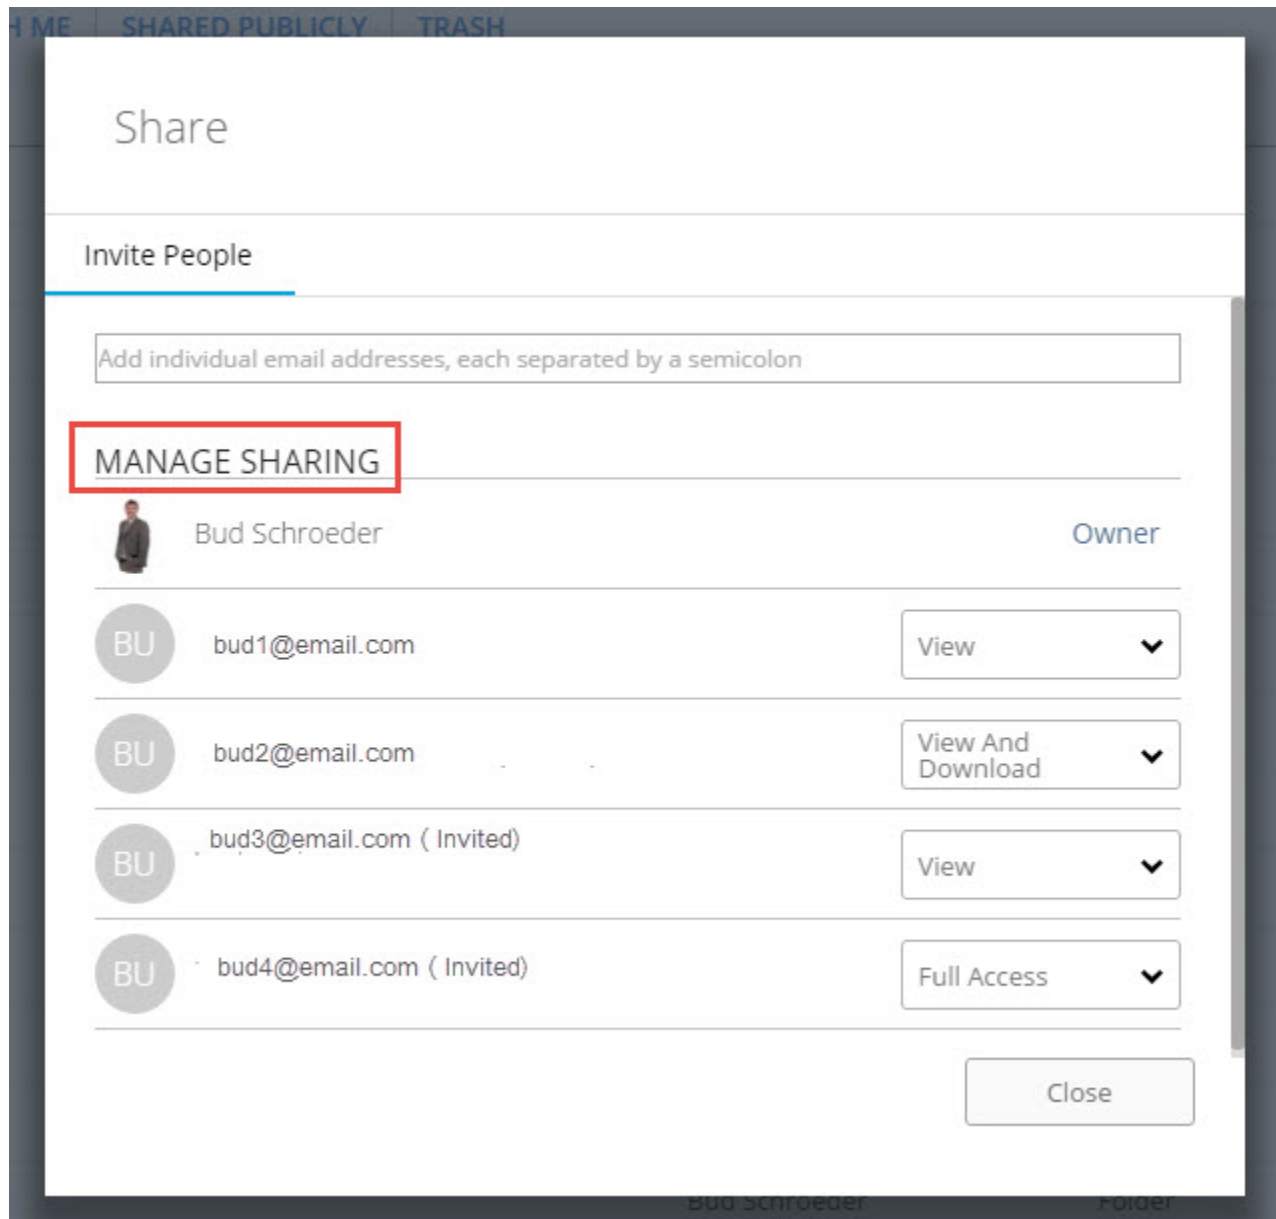 H ME SHARED PUBLICLY TRASH
Share
Invite People
Add individual email addresses, each separated by a semicolon
MANAGE SHARING
Bud Schroeder Owner
BU bud1@email.com View
BU bud2@email.com View And
Download
BU bud3@email.com ( Invited) View
BU bud4@email.com ( Invited) Full Access
Close
Bud Schroeder Folder